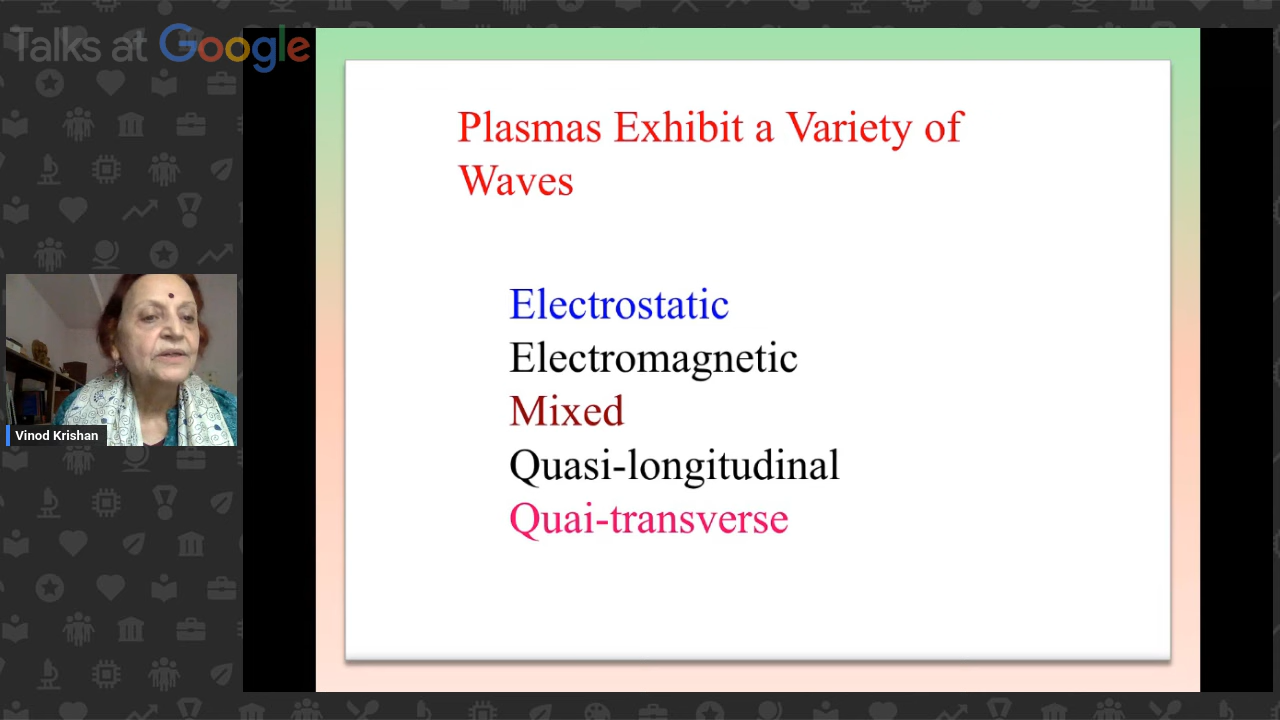 Talks at Google
Plasmas Exhibit a Variety of
Waves
Electrostatic
Electromagnetic
Mixed
Quasi-longitudinal
Quai-transverse
Vinod Krishan